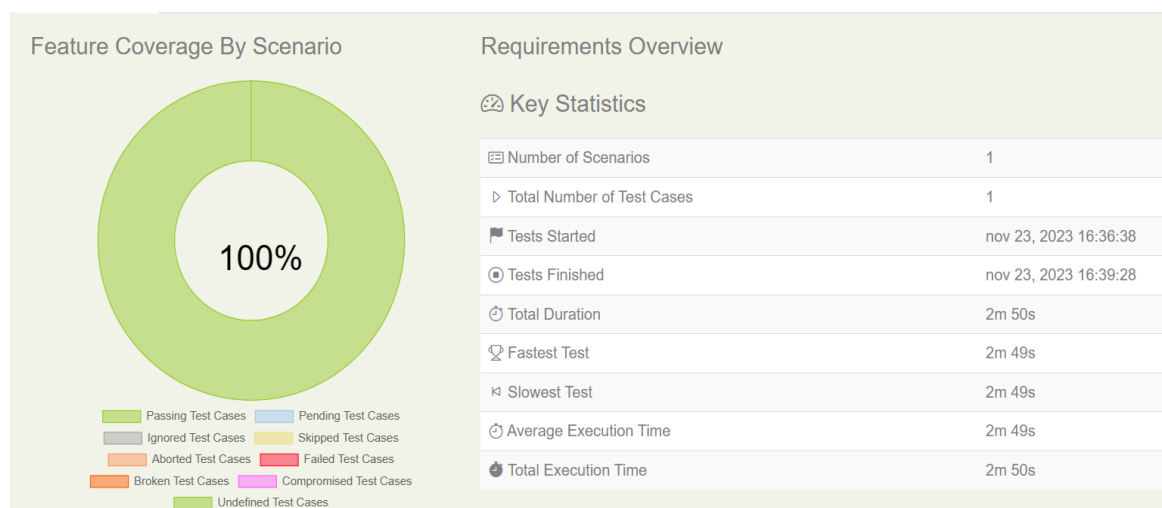 Feature Coverage By Scenario
100%
Passing Test Cases Pending Test Cases
Ignored Test Cases Skipped Test Cases
Aborted Test Cases Failed Test Cases
Broken Test Cases Compromised Test Cases
Undefined Test Cases
Requirements Overview
Key Statistics
Number of Scenarios 1
Total Number of Test Cases 1
Tests Started nov 23, 2023 16:36:38
Tests Finished nov 23, 2023 16:39:28
Total Duration 2m 50s
Fastest Test 2m 49s
Slowest Test 2m 49s
Average Execution Time 2m 49s
Total Execution Time 2m 50s